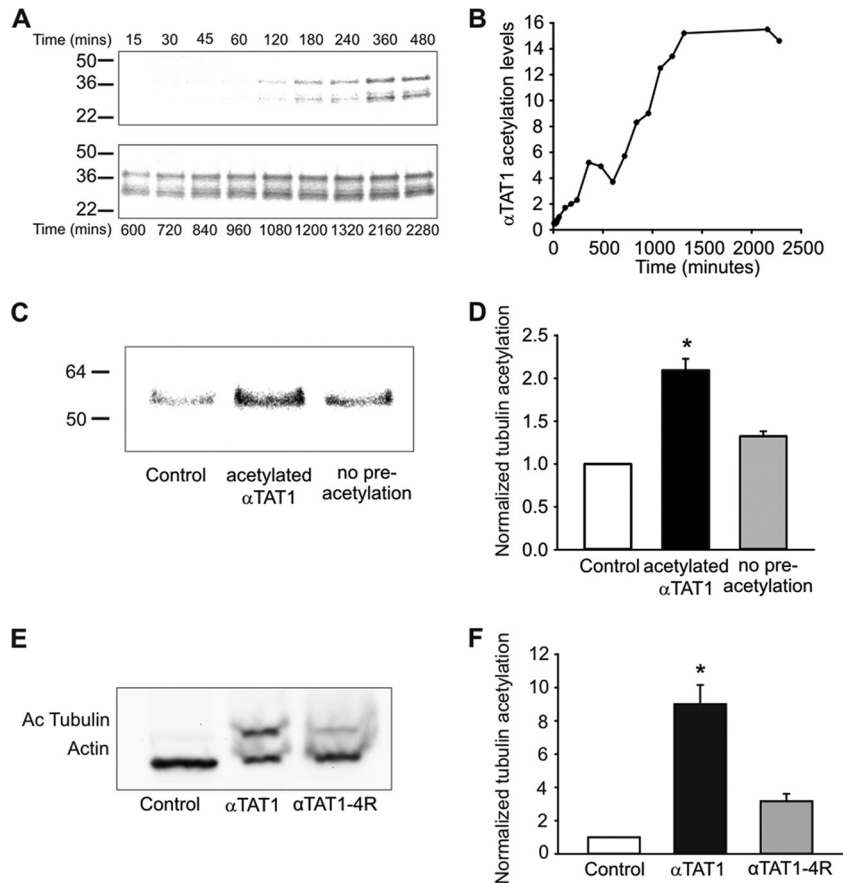 A
Time (mins) 15 30 45 60 120 180 240 360 480
50
36
22
50
36
22
Time (mins) 600 720 840 960 1080 1200 1320 2160 2280
B
αTAT1 acetylation levels
16
14
12
10
8
6
4
2
0
0 500 1000 1500 2000 2500
Time (minutes)
C
64
50
Control
acetylated
αTAT1
no pre-
acetylation
D
Normalized tubulin acetylation
2.5
2.0
1.5
1.0
0.5
0.0
*
Control
acetylated
αTAT1
no pre-
acetylation
E
Ac Tubulin
Actin
Control αTAT1 αTAT1-4R
F
Normalized tubulin acetylation
12
10
8
6
4
2
0
*
Control αTAT1 αTAT1-4R